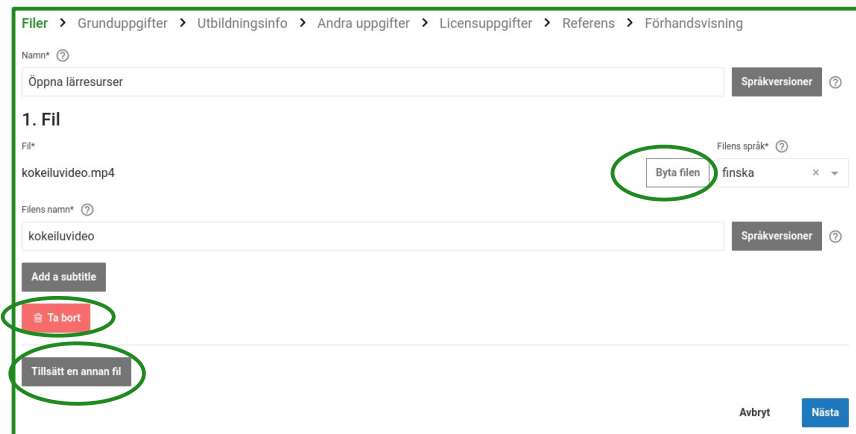 Filer > Grunduppgifter > Utbildningsinfo > Andra uppgifter > Licensuppgifter > Referens > Förhandsvisning
Namn* ?
Öppna lärresurser Språkversioner ?
1. Fil
Fil* Filens språk* ?
kokeiluvideo.mp4 Byta filen finska ×
Filens namn* ?
kokeiluvideo Språkversioner ?
Add a subtitle
Ta bort
Tillsätt en annan fil
Avbryt Nästa